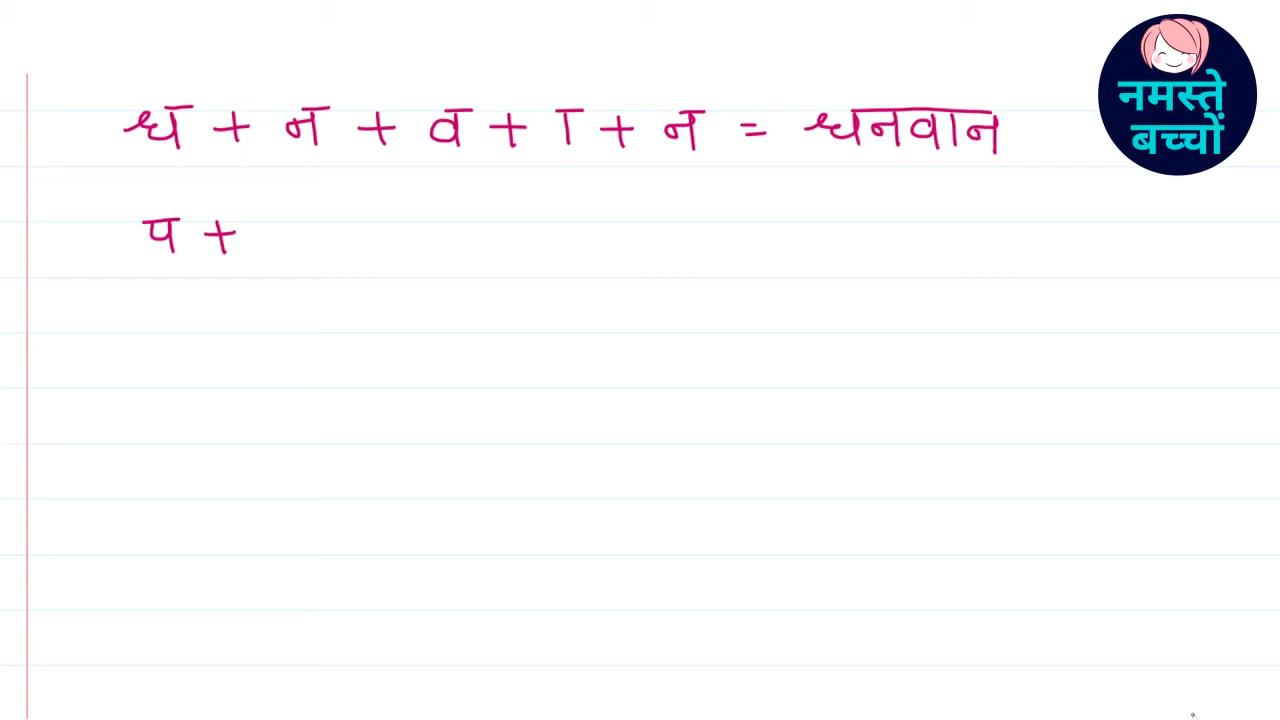 ध + न + व + ा + न = धनवान
नमस्ते
बच्चों
प +